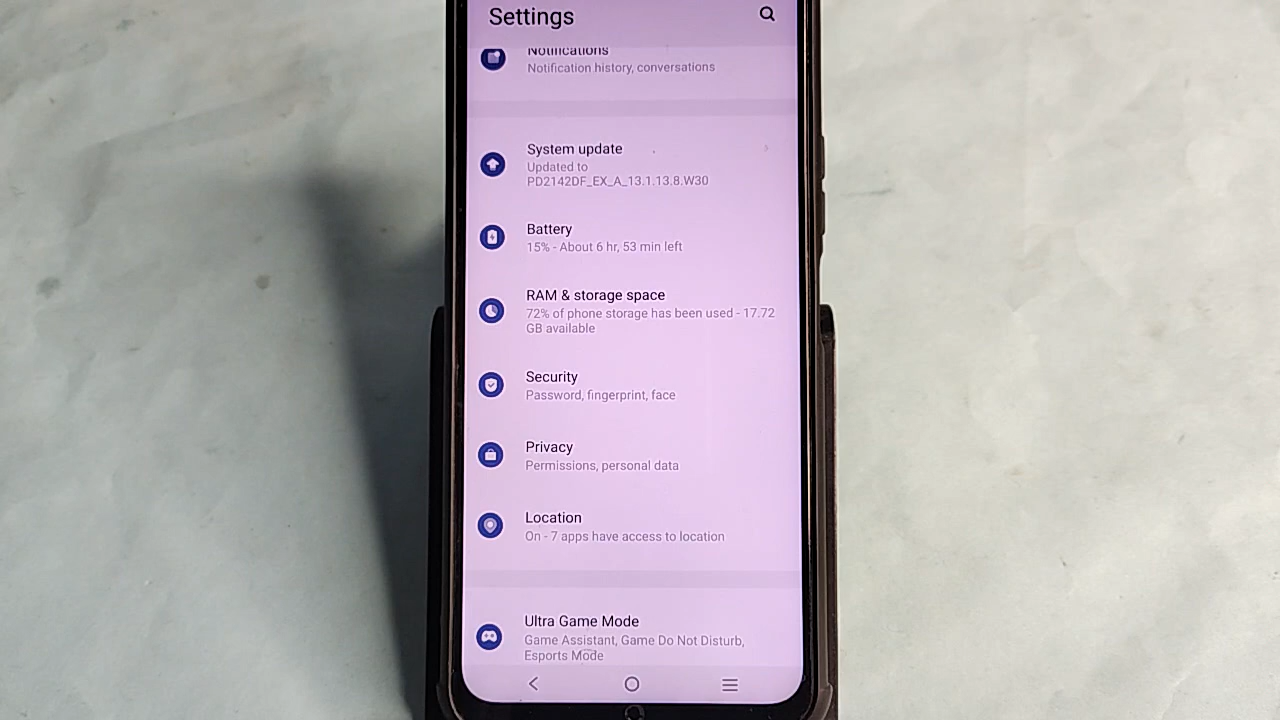 Settings
Notifications
Notification history, conversations
System update
Updated to
PD2142DF_EX_A_13.1.13.8.W30
Battery
15% - About 6 hr, 53 min left
RAM & storage space
72% of phone storage has been used - 17.72
GB available
Security
Password, fingerprint, face
Privacy
Permissions, personal data
Location
On - 7 apps have access to location
Ultra Game Mode
Game Assistant, Game Do Not Disturb,
Esports Mode